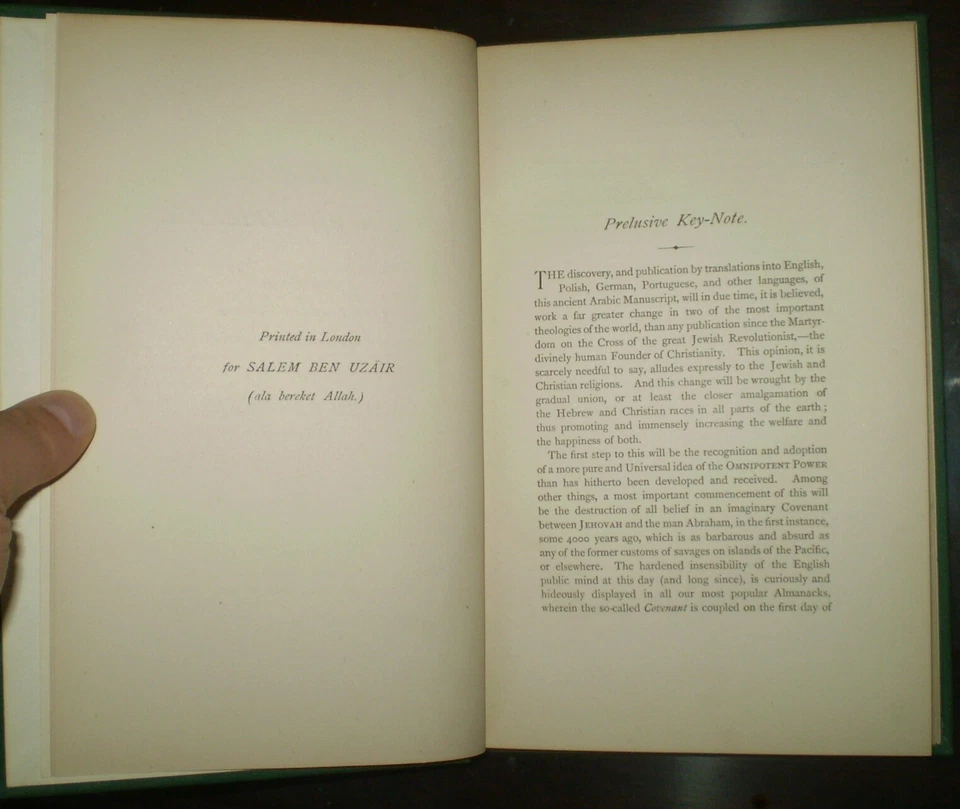 Printed in London
for SALEM BEN UZÄIR
(ala bereket Allah.)
Prelusive Key-Note.
THE discovery, and publication by translations into English,
Polish, German, Portuguese, and other languages, of
this ancient Arabic Manuscript, will in due time, it is believed,
work a far greater change in two of the most important
theologies of the world, than any publication since the Martyr-
dom on the Cross of the great Jewish Revolutionist,—the
divinely human Founder of Christianity. This opinion, it is
scarcely needful to say, alludes expressly to the Jewish and
Christian religions. And this change will be wrought by the
gradual union, or at least the closer amalgamation of
the Hebrew and Christian races in all parts of the earth;
thus promoting and immensely increasing the welfare and
the happiness of both.
The first step to this will be the recognition and adoption
of a more pure and Universal idea of the OMNIPOTENT POWER
than has hitherto been developed and received. Among
other things, a most important commencement of this will
be the destruction of all belief in an imaginary Covenant
between JEHOVAH and the man Abraham, in the first instance,
some 4000 years ago, which is as barbarous and absurd as
any of the former customs of savages on islands of the Pacific,
or elsewhere. The hardened insensibility of the English
public mind at this day (and long since), is curiously and
hideously displayed in all our most popular Almanacks,
wherein the so-called Covenant is coupled on the first day of